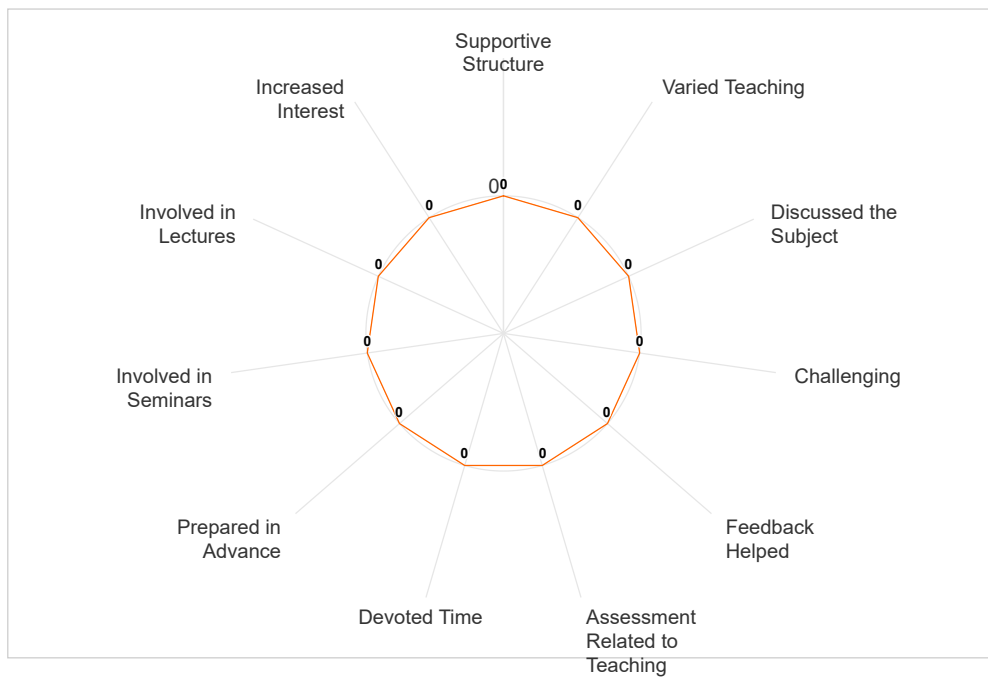 Supportive
Structure
Increased
Interest
Varied Teaching
0
0
0
0
Involved in
Lectures
Discussed the
Subject
0
0
0
0
Involved in
Seminars
Challenging
0
0
0
0
Prepared in
Advance
Feedback
Helped
Devoted Time
Assessment
Related to
Teaching